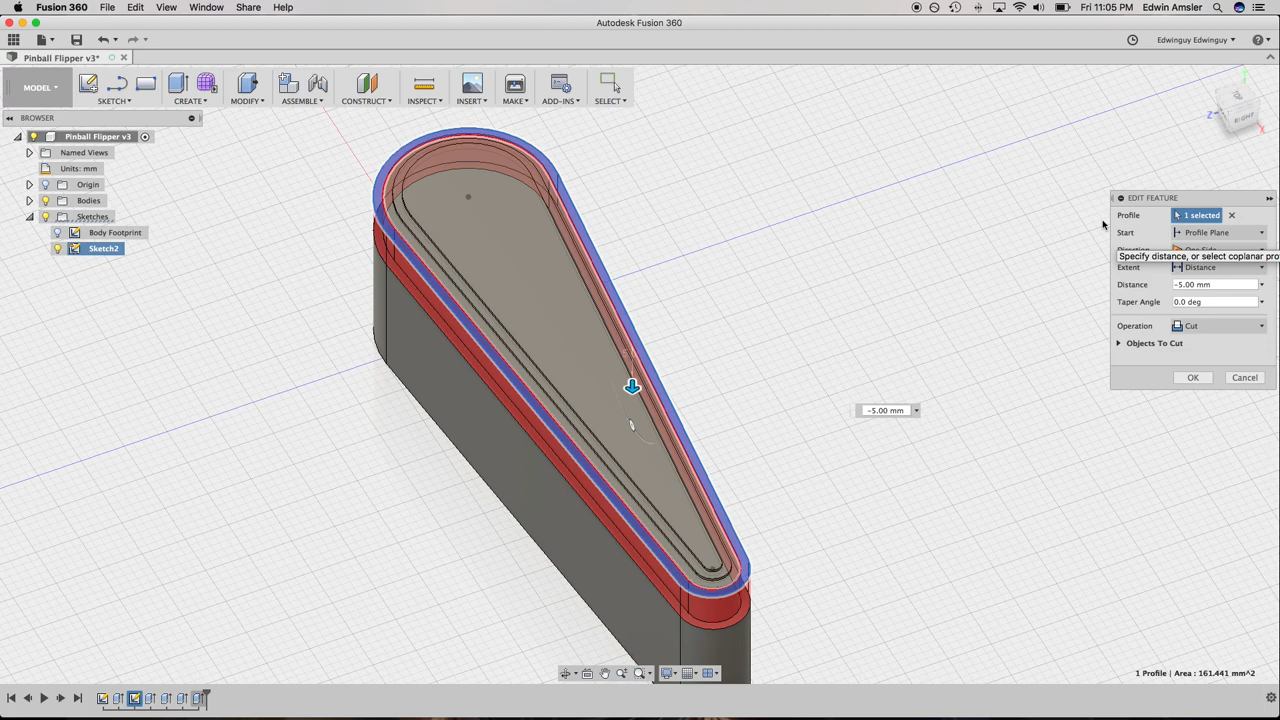 Fusion 360 File Edit View Window Share Help Fri 11:05 PM Edwin Amsler
Autodesk Fusion 360
Edwinguy Edwinguy
Pinball Flipper v3*
MODEL SKETCH CREATE MODIFY ASSEMBLE CONSTRUCT INSPECT INSERT MAKE ADD-INS SELECT
BROWSER
Pinball Flipper v3
Named Views
Units: mm
Origin
Bodies
Sketches
Body Footprint
Sketch2
Z RIGHT X
EDIT FEATURE
Profile 1 selected
Start Profile Plane
Specify distance, or select coplanar pro
Extent Distance
Distance -5.00 mm
Taper Angle 0.0 deg
Operation Cut
Objects To Cut
OK Cancel
-5.00 mm
1 Profile | Area : 161.441 mm^2